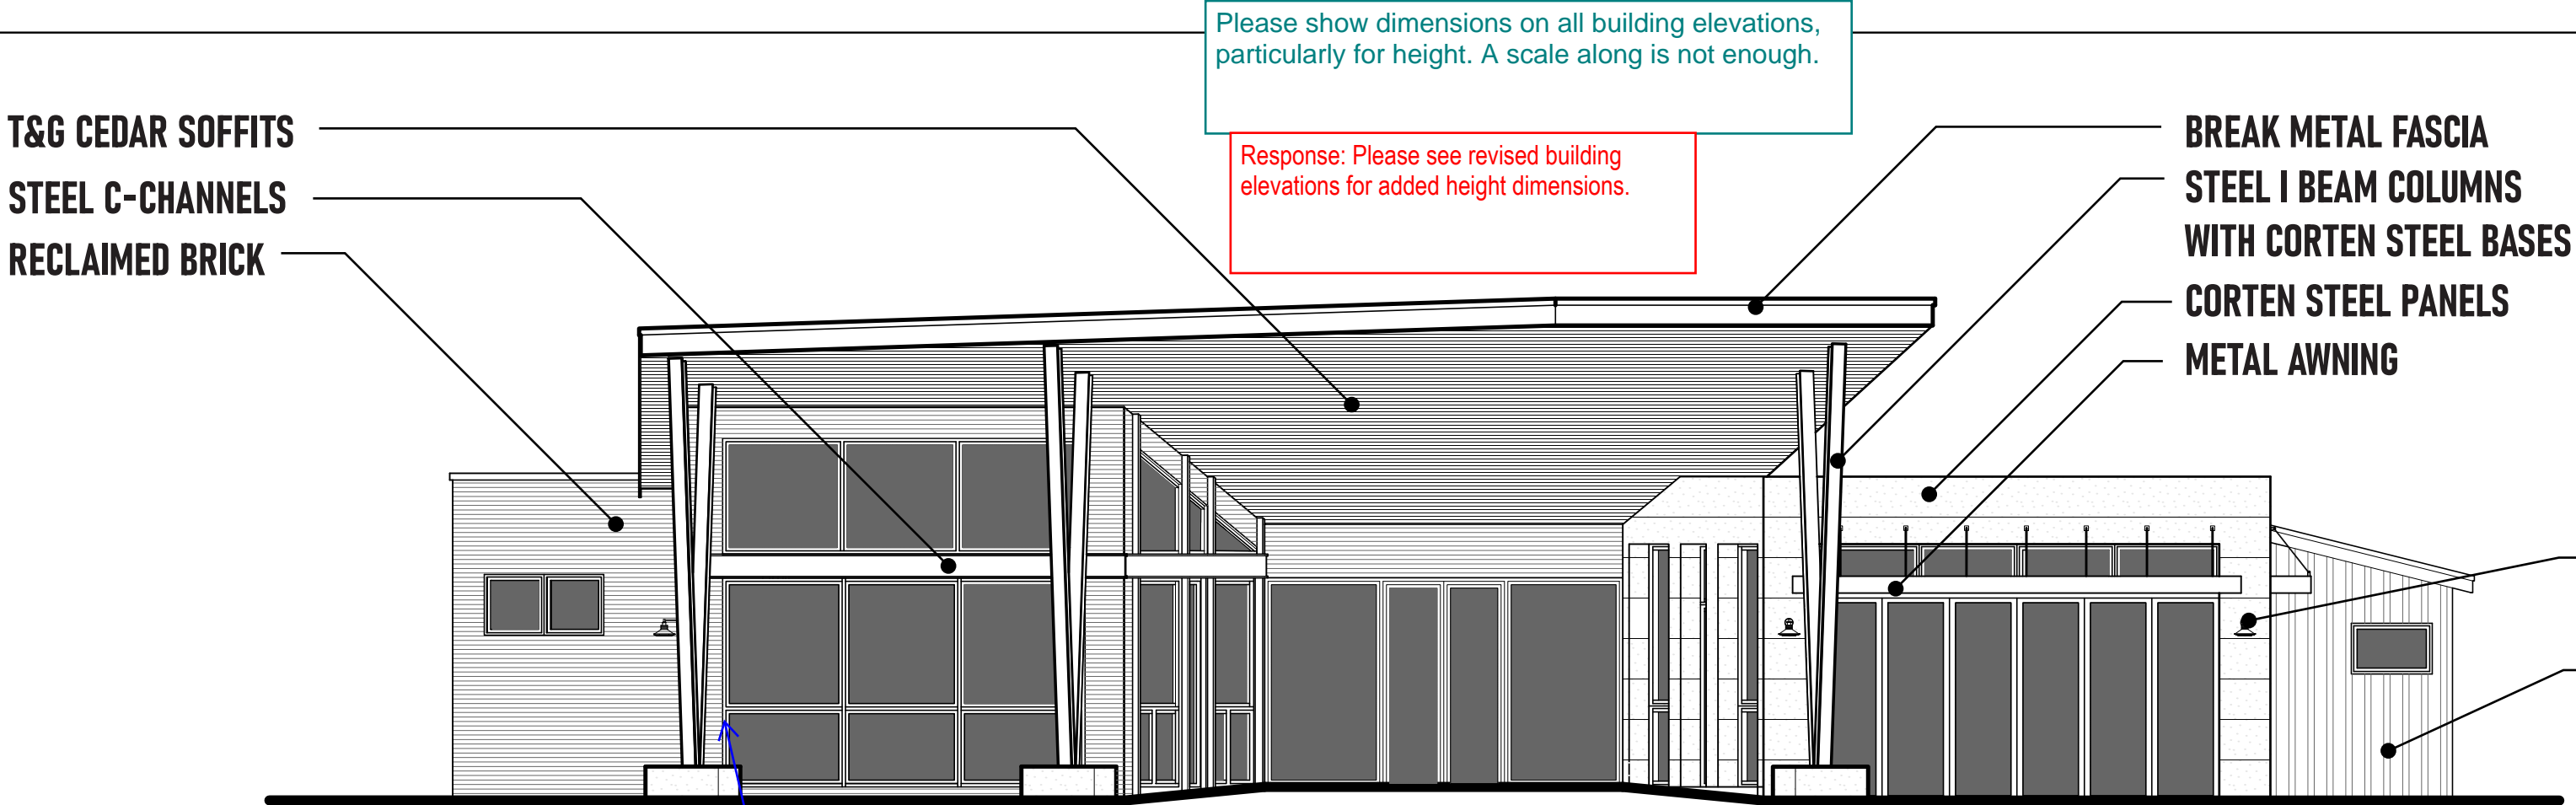 Please show dimensions on all building elevations,
particularly for height. A scale along is not enough.
Response: Please see revised building
elevations for added height dimensions.
T&G CEDAR SOFFITS
STEEL C-CHANNELS
RECLAIMED BRICK
BREAK METAL FASCIA
STEEL I BEAM COLUMNS
WITH CORTEN STEEL BASES
CORTEN STEEL PANELS
METAL AWNING